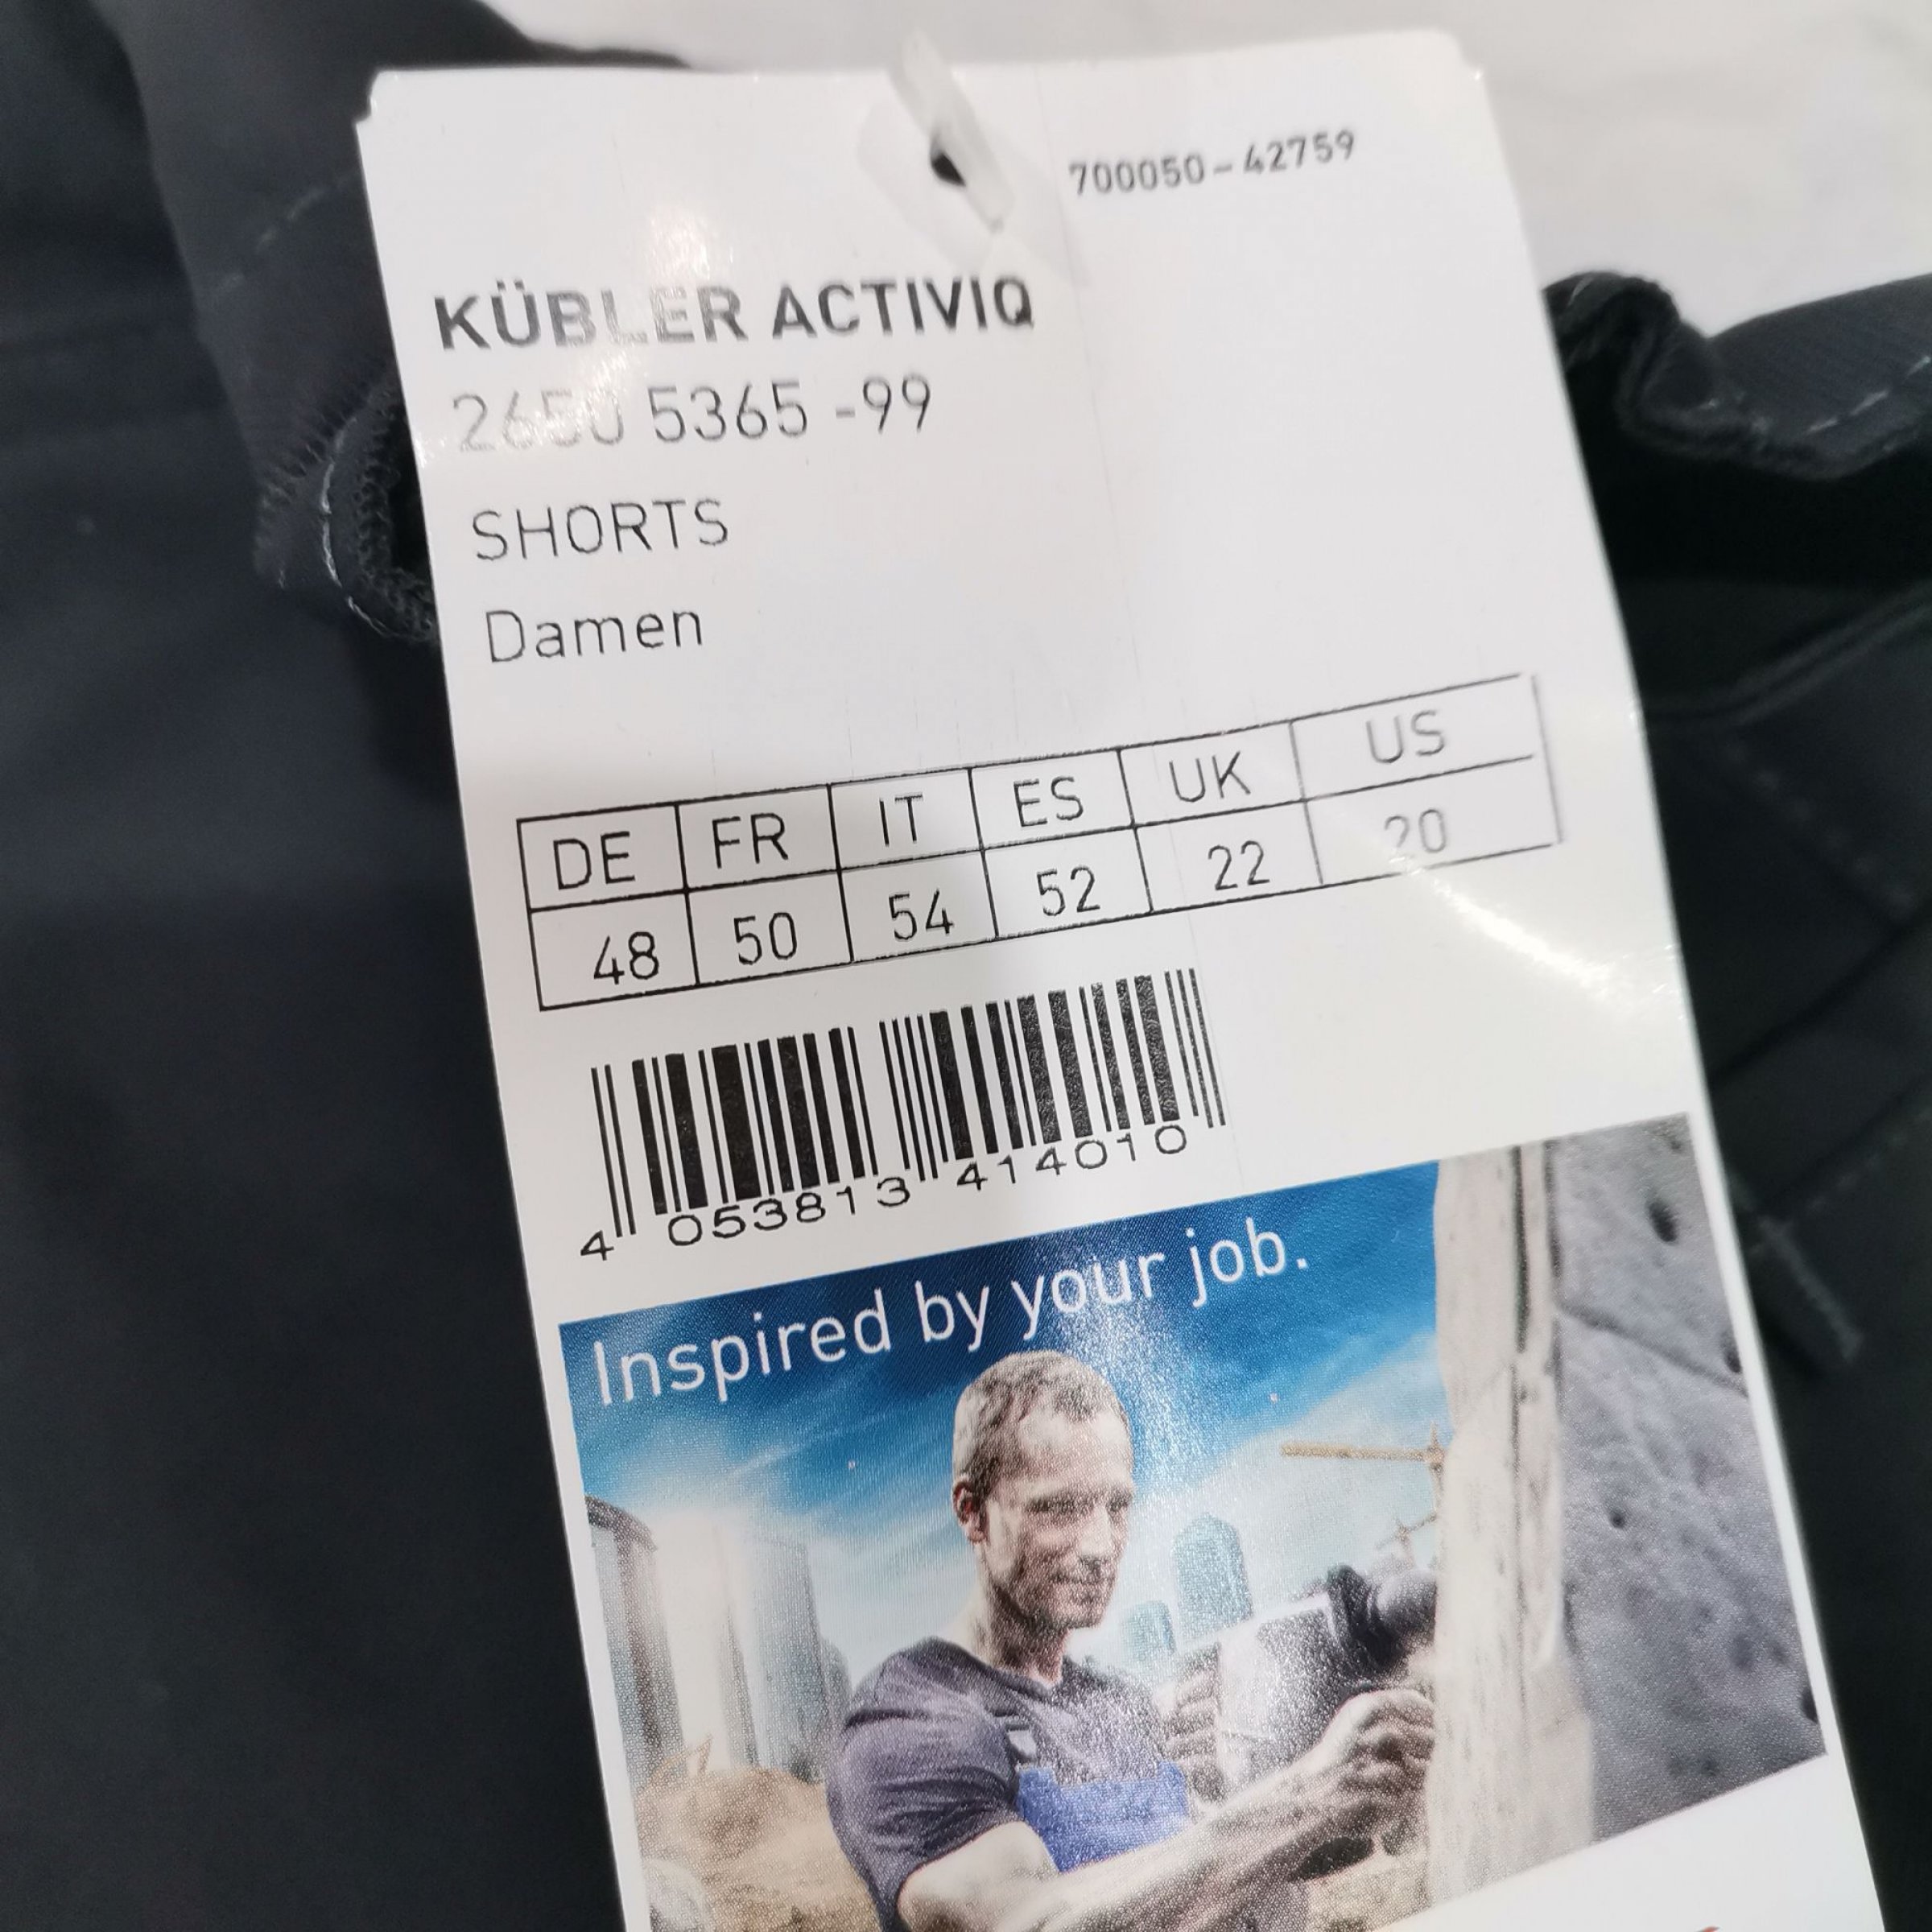 700050-42759
KÜBLER ACTIVIQ
2650 5365 -99
SHORTS
Damen
DE FR IT ES UK US
48 50 54 52 22 20
4 053813 414010
Inspired by your job.